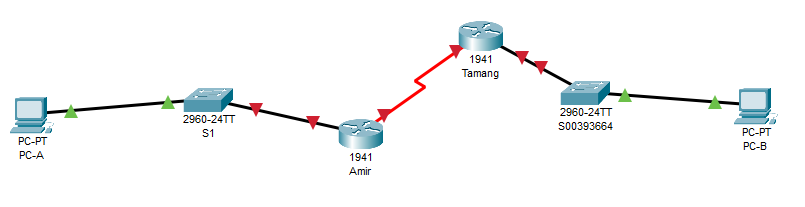 PC-PT
PC-A
2960-24TT
S1
1941
Amir
1941
Tamang
2960-24TT
S00393664
PC-PT
PC-B